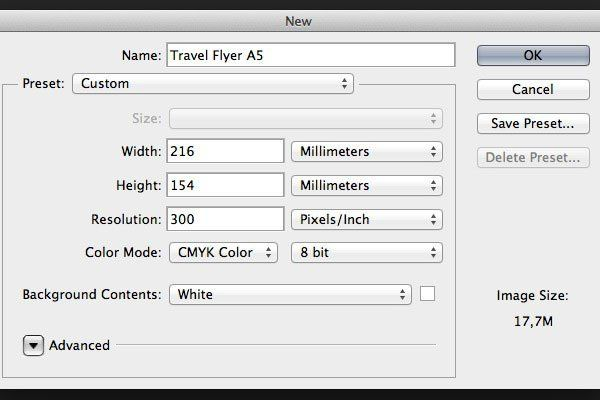 New
Name: Travel Flyer A5
OK
Preset: Custom
Cancel
Size:
Save Preset...
Width: 216 Millimeters
Delete Preset...
Height: 154 Millimeters
Resolution: 300 Pixels/Inch
Color Mode: CMYK Color 8 bit
Background Contents: White
Image Size:
17,7M
Advanced